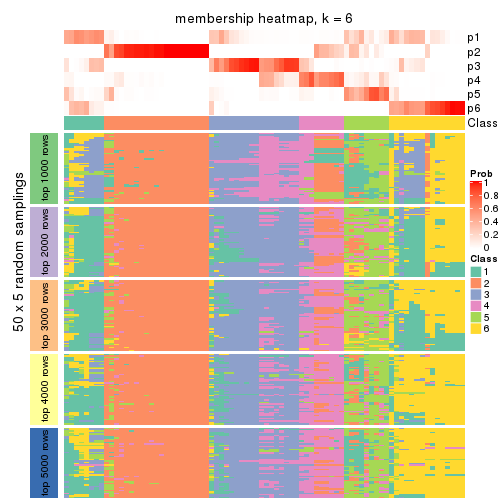 membership heatmap, k = 6
p1
p2
p3
p4
p5
p6
Class
50 x 5 random samplings
top 1000 rows
top 2000 rows
top 3000 rows
top 4000 rows
top 5000 rows
Prob
1
0.8
0.6
0.4
0.2
0
Class
1
2
3
4
5
6